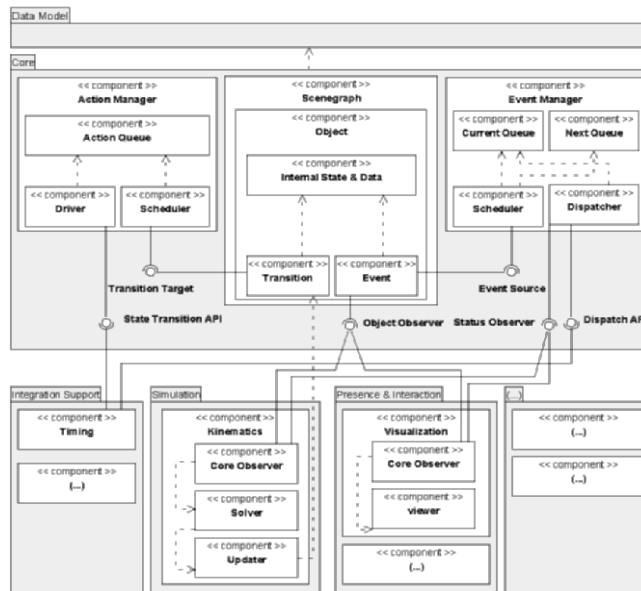 Data Model
Core
<< component >>
Action Manager
<< component >>
Action Queue
<< component >>
Driver
<< component >>
Scheduler
<< component >>
Scenegraph
<< component >>
Object
<< component >>
Internal State & Data
<< component >>
Transition
<< component >>
Event
<< component >>
Event Manager
<< component >>
Current Queue
<< component >>
Next Queue
<< component >>
Scheduler
<< component >>
Dispatcher
Transition Target
Event Source
State Transition API
Object Observer
Status Observer
Dispatch AP
Integration Support
<< component >>
Timing
<< component >>
(...)
Simulation
<< component >>
Kinematics
<< component >>
Core Observer
<< component >>
Solver
<< component >>
Updater
Presence & Interaction
<< component >>
Visualization
<< component >>
Core Observer
<< component >>
viewer
<< component >>
(...)
(...)
<< component >>
(...)
<< component >>
(...)